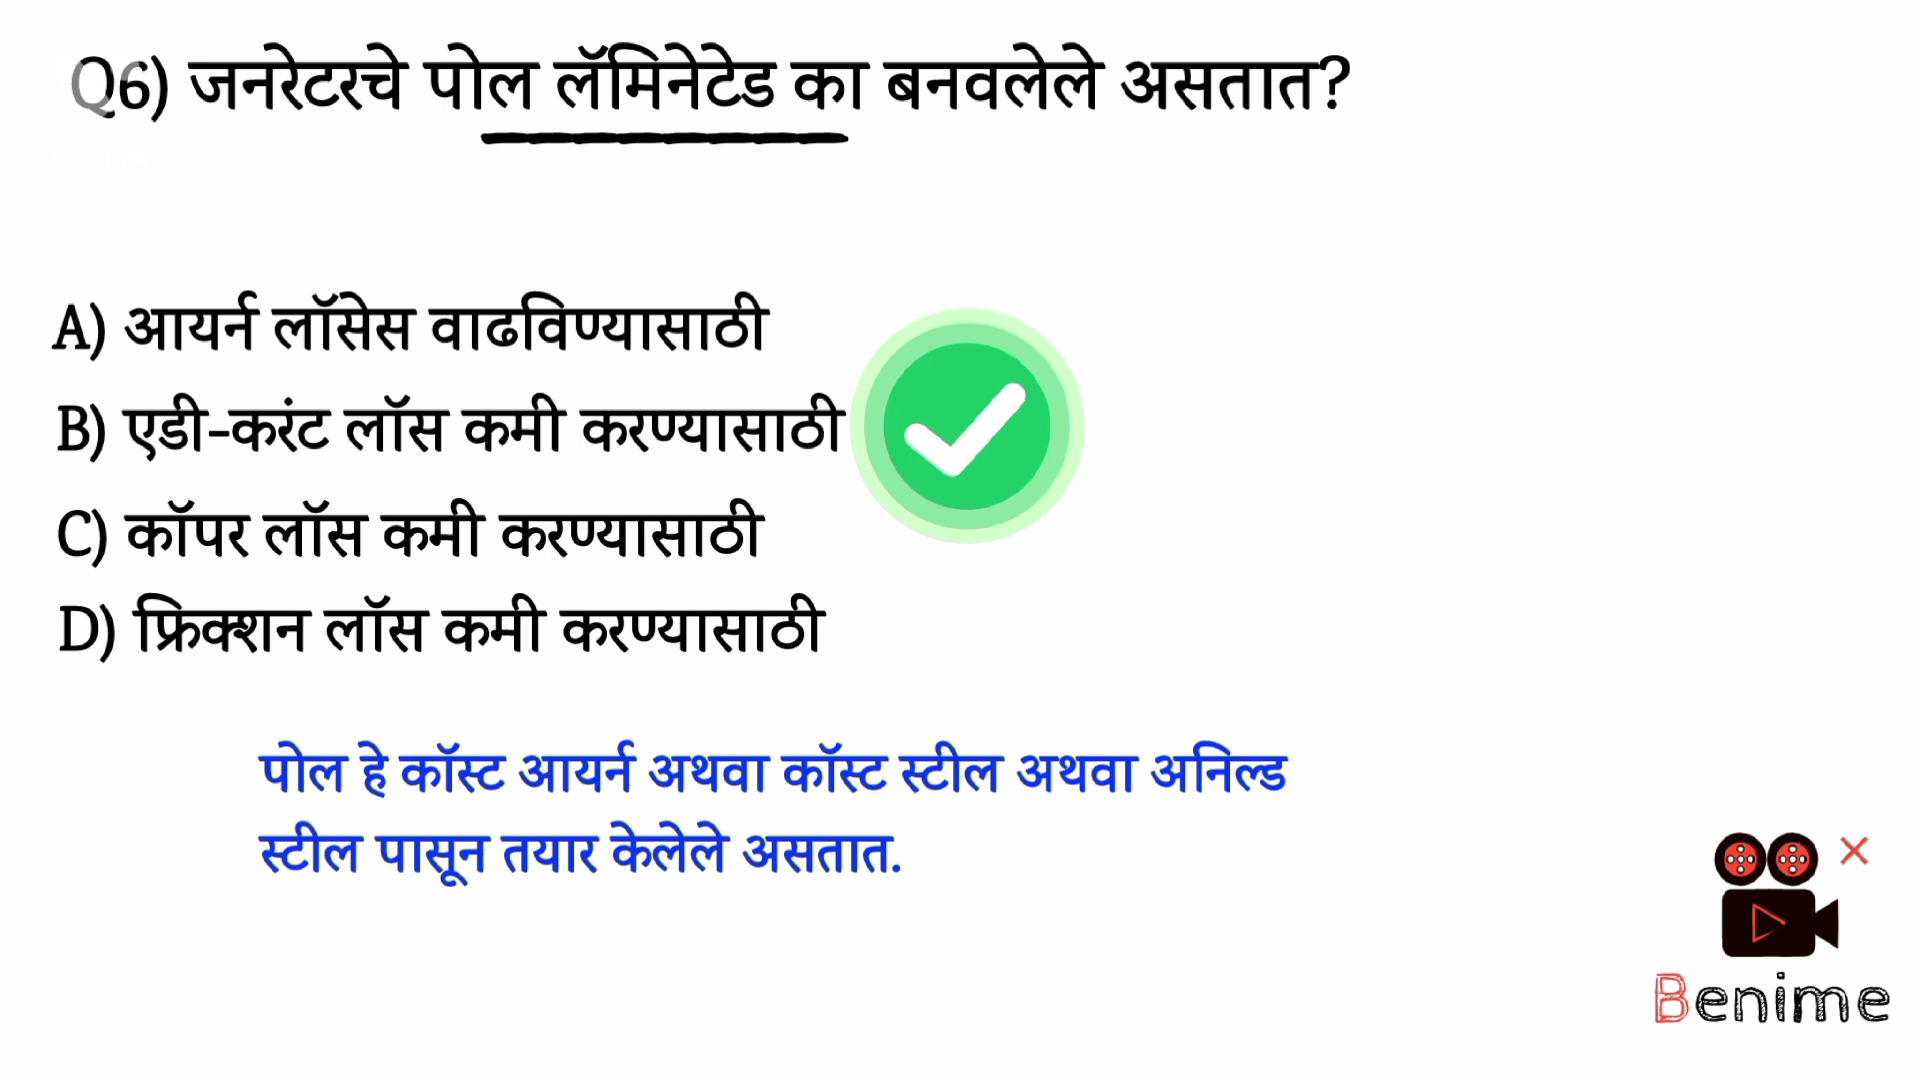 Q6) जनरेटरचे पोल लॅमिनेटेड का बनवलेले असतात?
A) आयर्न लॉसेस वाढविण्यासाठी
B) एडी-करंट लॉस कमी करण्यासाठी
C) कॉपर लॉस कमी करण्यासाठी
D) फ्रिक्शन लॉस कमी करण्यासाठी
पोल हे कॉस्ट आयर्न अथवा कॉस्ट स्टील अथवा अनिल्ड
स्टील पासून तयार केलेले असतात.
Benime